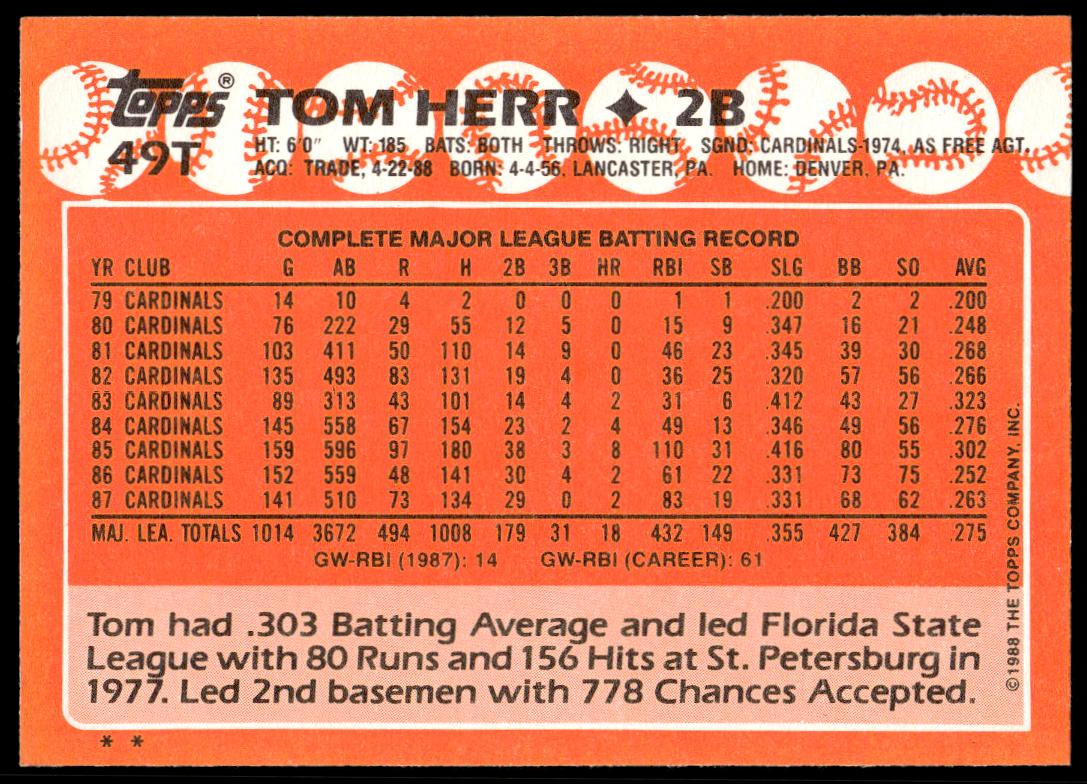 topps® TOM HERR ✦ 2B
49T HT: 6'0" WT: 185 BATS: BOTH THROWS: RIGHT SGND: CARDINALS-1974, AS FREE AGT.
ACQ: TRADE, 4-22-88 BORN: 4-4-56, LANCASTER, PA. HOME: DENVER, PA.
COMPLETE MAJOR LEAGUE BATTING RECORD
YR CLUB G AB R H 2B 3B HR RBI SB SLG BB SO AVG
79 CARDINALS 14 10 4 2 0 0 0 1 1 .200 2 2 .200
80 CARDINALS 76 222 29 55 12 5 0 15 9 .347 16 21 .248
81 CARDINALS 103 411 50 110 14 9 0 46 23 .345 39 30 .268
82 CARDINALS 135 493 83 131 19 4 0 36 25 .320 57 56 .266
83 CARDINALS 89 313 43 101 14 4 2 31 6 .412 43 27 .323
84 CARDINALS 145 558 67 154 23 2 4 49 13 .346 49 56 .276
85 CARDINALS 159 596 97 180 38 3 8 110 31 .416 80 55 .302
86 CARDINALS 152 559 48 141 30 4 2 61 22 .331 73 75 .252
87 CARDINALS 141 510 73 134 29 0 2 83 19 .331 68 62 .263
MAJ. LEA. TOTALS 1014 3672 494 1008 179 31 18 432 149 .355 427 384 .275
GW-RBI (1987): 14 GW-RBI (CAREER): 61
Tom had .303 Batting Average and led Florida State
League with 80 Runs and 156 Hits at St. Petersburg in
1977. Led 2nd basemen with 778 Chances Accepted.
©1988 THE TOPPS COMPANY, INC.
* *